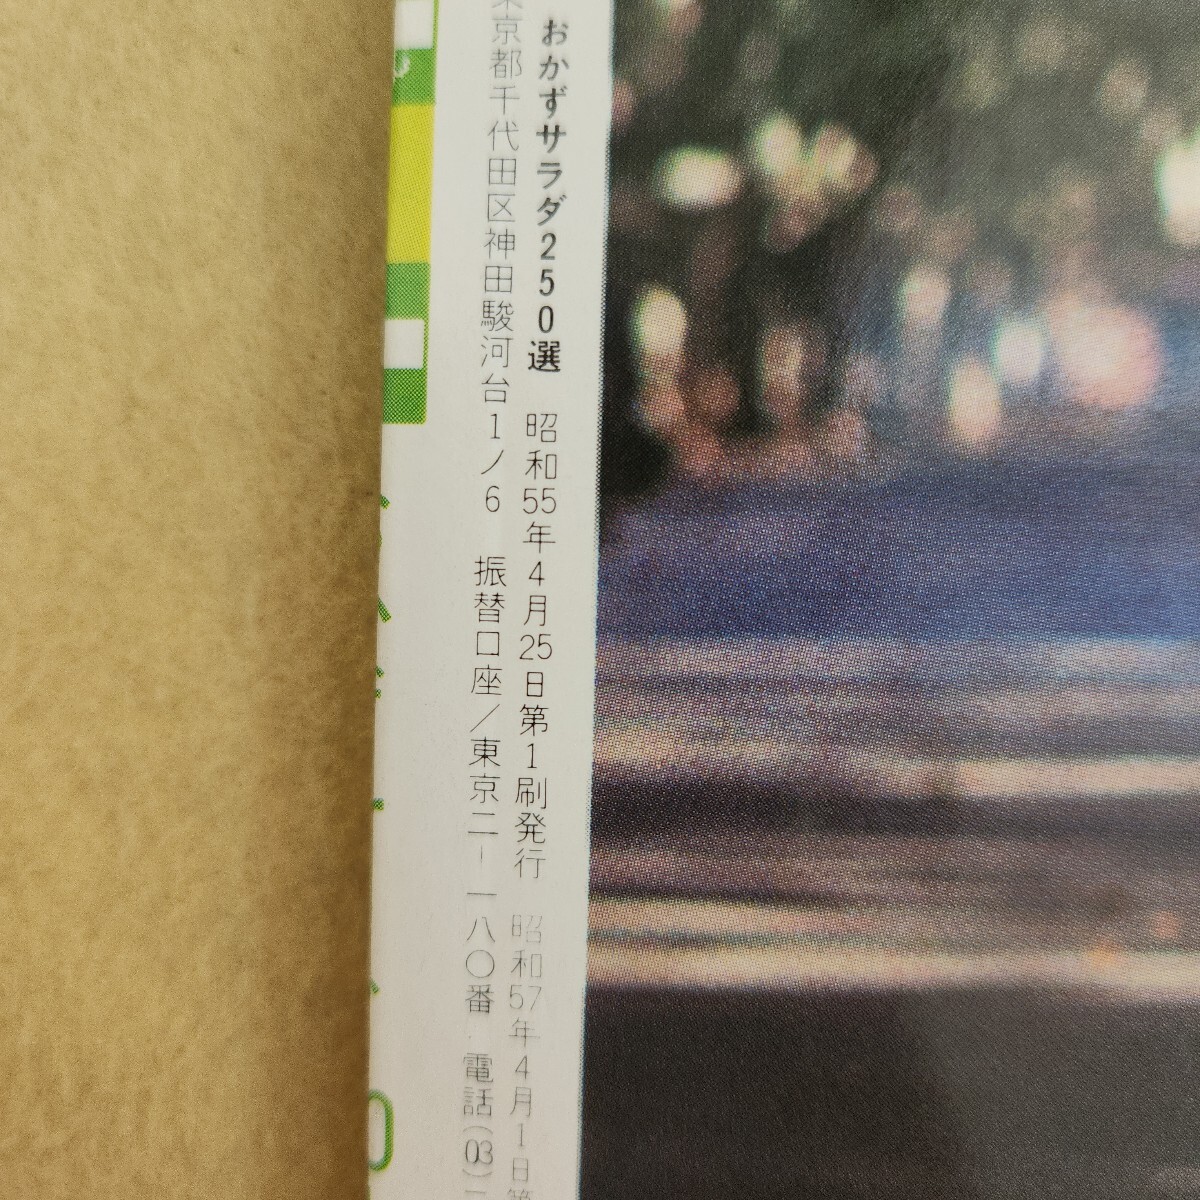 おかずサラダ250選 昭和55年4月25日第1刷発行 昭和57年4月1日第
京都千代田区神田駿河台1ノ6 振替口座/東京二-一八〇番 電話(03)